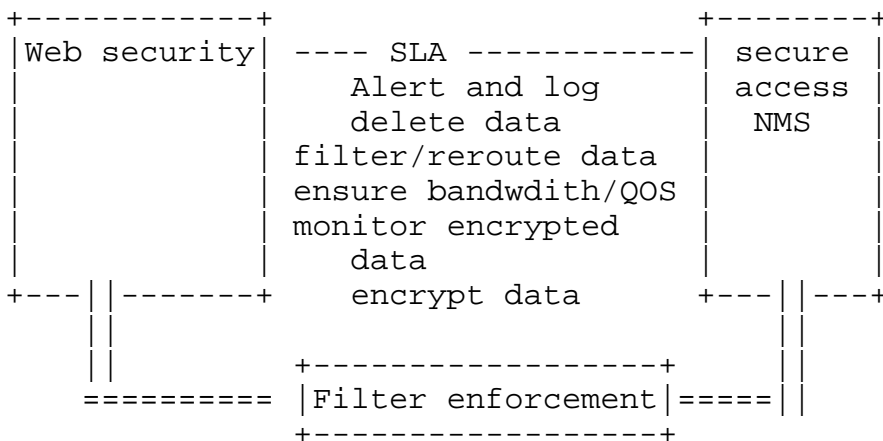 +------------+                       +--------+
|Web security| ---- SLA ------------| secure |
|            |    Alert and log      | access |
|            |    delete data        |  NMS   |
|            | filter/reroute data   |        |
|            | ensure bandwdith/QOS  |        |
|            | monitor encrypted     |        |
|            |    data               |        |
+---||-------+    encrypt data       +---||---+
    ||                                   ||
    ||         +------------------+      ||
    ========== |Filter enforcement|=====||
               +------------------+